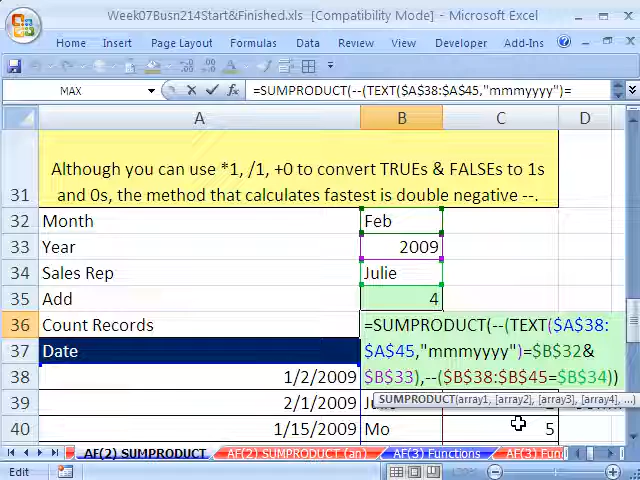 Week07Busn214Start&Finished.xls [Compatibility Mode] - Microsoft Excel
Home Insert Page Layout Formulas Data Review View Developer Add-Ins
MAX =SUMPRODUCT(--(TEXT($A$38:$A$45,"mmmyyyy")=
A B C D
Although you can use *1, /1, +0 to convert TRUEs & FALSEs to 1s
31 and 0s, the method that calculates fastest is double negative --.
32 Month Feb
33 Year 2009
34 Sales Rep Julie
35 Add 4
36 Count Records =SUMPRODUCT(--(TEXT($A$38:
37 Date $A$45,"mmmyyyy")=$B$32&
38 1/2/2009 $B$33),--($B$38:$B$45=$B$34))
SUMPRODUCT(array1, [array2], [array3], [array4], ...)
39 2/1/2009
40 1/15/2009 Mo 5
AF(2) SUMPRODUCT AF(2) SUMPRODUCT (an) AF(3) Functions AF(3) Fun
Edit